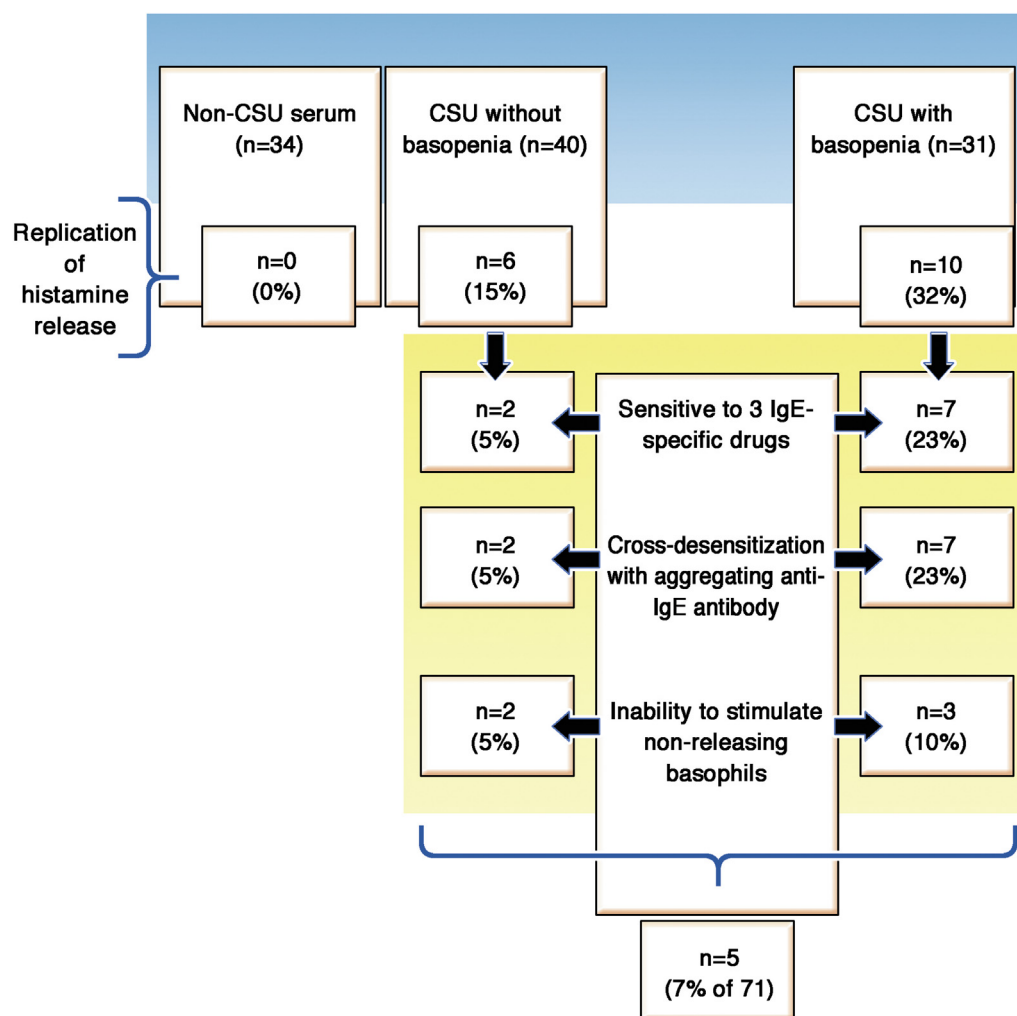 Non-CSU serum
(n=34)
CSU without
basopenia (n=40)
CSU with
basopenia (n=31)
Replication
of
histamine
release
n=0
(0%)
n=6
(15%)
n=10
(32%)
n=2
(5%)
Sensitive to 3 IgE-
specific drugs
n=7
(23%)
n=2
(5%)
Cross-desensitization
with aggregating anti-
IgE antibody
n=7
(23%)
n=2
(5%)
Inability to stimulate
non-releasing
basophils
n=3
(10%)
n=5
(7% of 71)